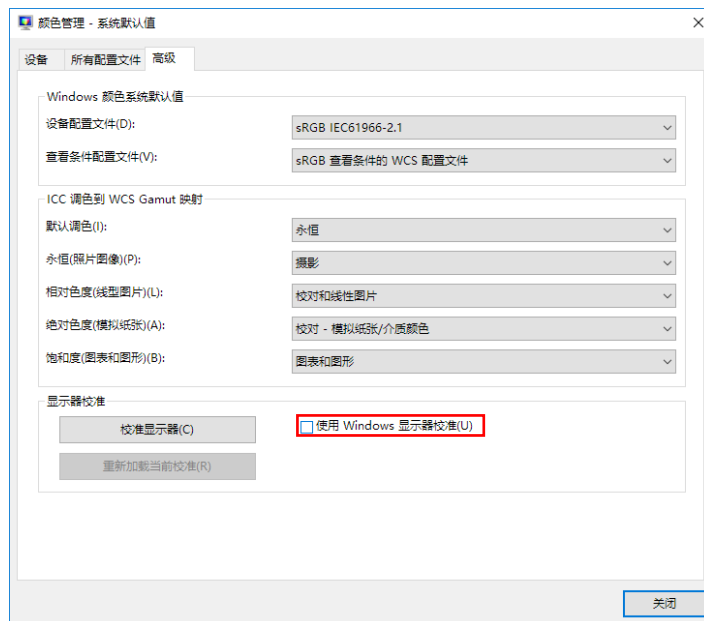 颜色管理 - 系统默认值
设备 所有配置文件 高级
Windows 颜色系统默认值
设备配置文件(D): sRGB IEC61966-2.1
查看条件配置文件(V): sRGB 查看条件的 WCS 配置文件
ICC 调色到 WCS Gamut 映射
默认调色(I): 永恒
永恒(照片图像)(P): 摄影
相对色度(线型图片)(L): 校对和线性图片
绝对色度(模拟纸张)(A): 校对 - 模拟纸张/介质颜色
饱和度(图表和图形)(B): 图表和图形
显示器校准
校准显示器(C) 使用 Windows 显示器校准(U)
重新加载当前校准(R)
关闭